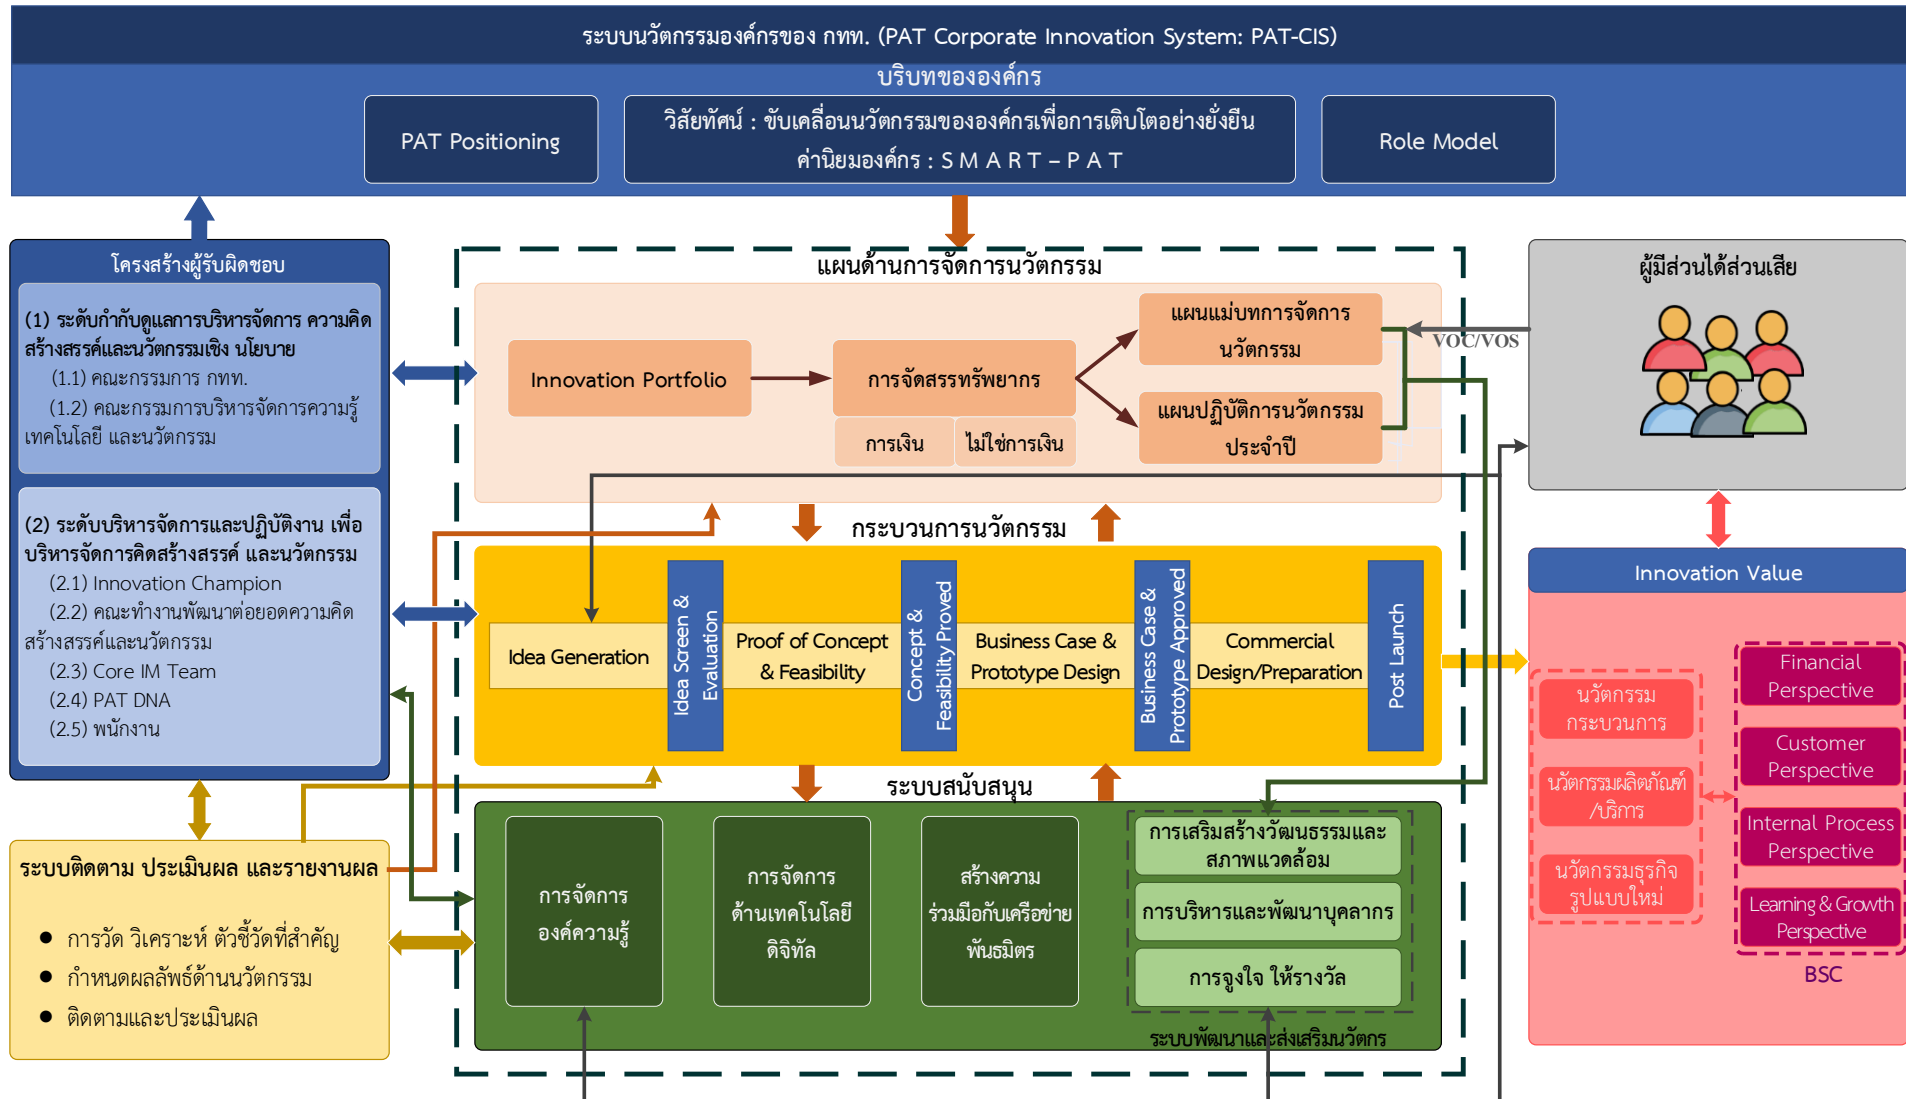 ระบบนวัตกรรมองค์กรของ กทท. (PAT Corporate Innovation System: PAT-CIS)
บริบทขององค์กร
PAT Positioning
วิสัยทัศน์ : ขับเคลื่อนนวัตกรรมขององค์กรเพื่อการเติบโตอย่างยั่งยืน
ค่านิยมองค์กร : S M A R T – P A T
Role Model
โครงสร้างผู้รับผิดชอบ
(1) ระดับกำกับดูแลการบริหารจัดการ ความคิด
สร้างสรรค์และนวัตกรรมเชิง นโยบาย
(1.1) คณะกรรมการ กทท.
(1.2) คณะกรรมการบริหารจัดการความรู้
เทคโนโลยี และนวัตกรรม
(2) ระดับบริหารจัดการและปฏิบัติงาน เพื่อ
บริหารจัดการคิดสร้างสรรค์ และนวัตกรรม
(2.1) Innovation Champion
(2.2) คณะทำงานพัฒนาต่อยอดความคิด
สร้างสรรค์และนวัตกรรม
(2.3) Core IM Team
(2.4) PAT DNA
(2.5) พนักงาน
ระบบติดตาม ประเมินผล และรายงานผล
● การวัด วิเคราะห์ ตัวชี้วัดที่สำคัญ
● กำหนดผลลัพธ์ด้านนวัตกรรม
● ติดตามและประเมินผล
แผนด้านการจัดการนวัตกรรม
Innovation Portfolio
การจัดสรรทรัพยากร
การเงิน
ไม่ใช่การเงิน
แผนแม่บทการจัดการ
นวัตกรรม
แผนปฏิบัติการนวัตกรรม
ประจำปี
VOC/VOS
กระบวนการนวัตกรรม
Idea Generation
Idea Screen &
Evaluation
Proof of Concept
& Feasibility
Concept &
Feasibility Proved
Business Case &
Prototype Design
Business Case &
Prototype Approved
Commercial
Design/Preparation
Post Launch
ระบบสนับสนุน
การจัดการ
องค์ความรู้
การจัดการ
ด้านเทคโนโลยี
ดิจิทัล
สร้างความ
ร่วมมือกับเครือข่าย
พันธมิตร
การเสริมสร้างวัฒนธรรมและ
สภาพแวดล้อม
การบริหารและพัฒนาบุคลากร
การจูงใจ ให้รางวัล
ระบบพัฒนาและส่งเสริมนวัตกร
ผู้มีส่วนได้ส่วนเสีย
Innovation Value
นวัตกรรม
กระบวนการ
นวัตกรรมผลิตภัณฑ์
/บริการ
นวัตกรรมธุรกิจ
รูปแบบใหม่
Financial
Perspective
Customer
Perspective
Internal Process
Perspective
Learning & Growth
Perspective
BSC